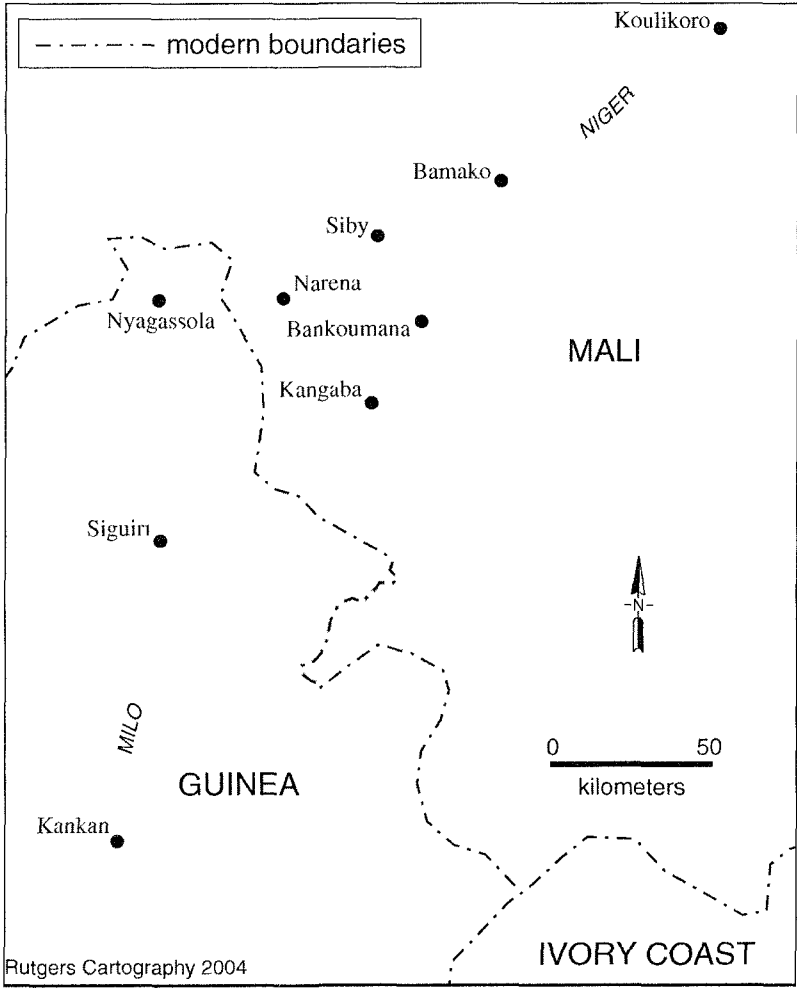 modern boundaries
Koulikoro
NIGER
Bamako
Siby
Narena
Nyagassola
Bankoumana
MALI
Kangaba
Siguiri
N
MILO
0 50
kilometers
GUINEA
Kankan
IVORY COAST
Rutgers Cartography 2004